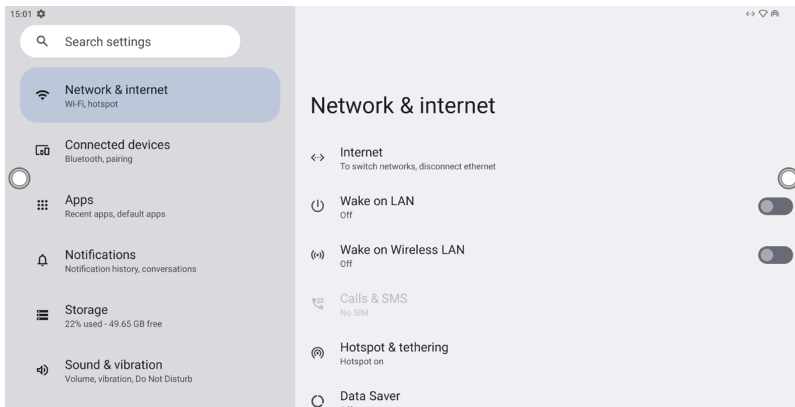 15:01
Search settings
Network & internet
Wi-Fi, hotspot
Connected devices
Bluetooth, pairing
Apps
Recent apps, default apps
Notifications
Notification history, conversations
Storage
22% used - 49.65 GB free
Sound & vibration
Volume, vibration, Do Not Disturb
Network & internet
Internet
To switch networks, disconnect ethernet
Wake on LAN
Off
Wake on Wireless LAN
Off
Calls & SMS
No SIM
Hotspot & tethering
Hotspot on
Data Saver